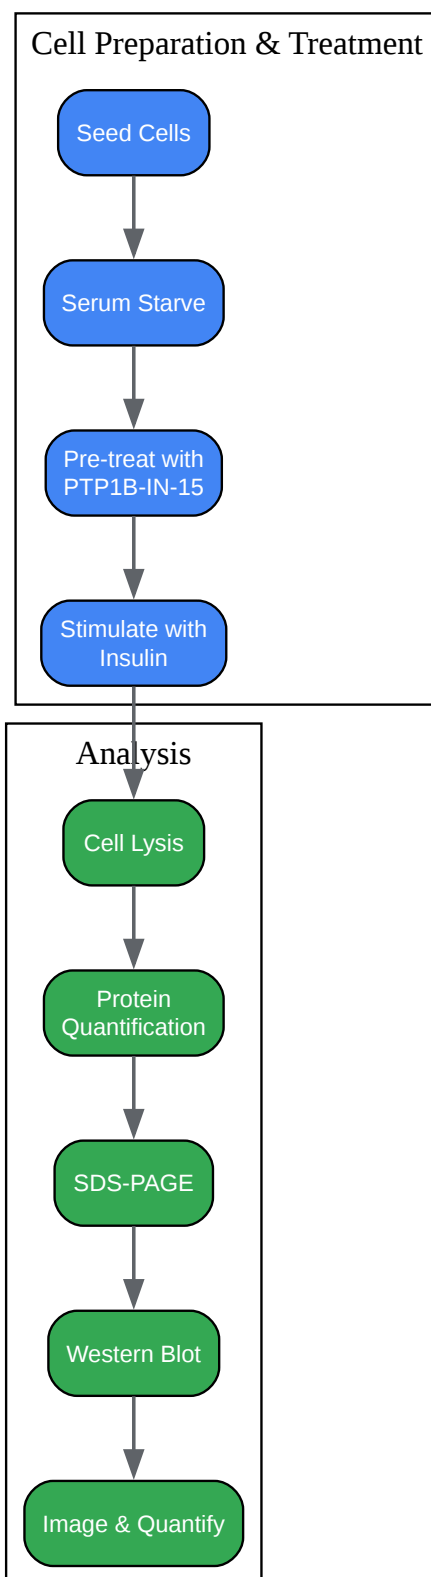 Cell Preparation & Treatment
Seed Cells
Serum Starve
Pre-treat with
PTP1B-IN-15
Stimulate with
Insulin
Analysis
Cell Lysis
Protein
Quantification
SDS-PAGE
Western Blot
Image & Quantify